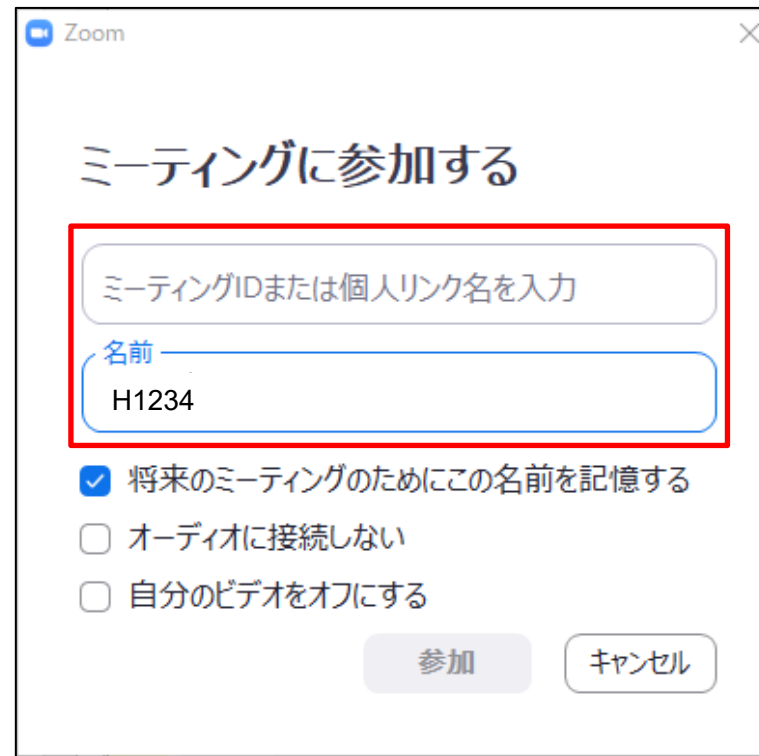 Zoom
ミーティングに参加する
ミーティングIDまたは個人リンク名を入力
名前
H1234
将来のミーティングのためにこの名前を記憶する
オーディオに接続しない
自分のビデオをオフにする
参加
キャンセル